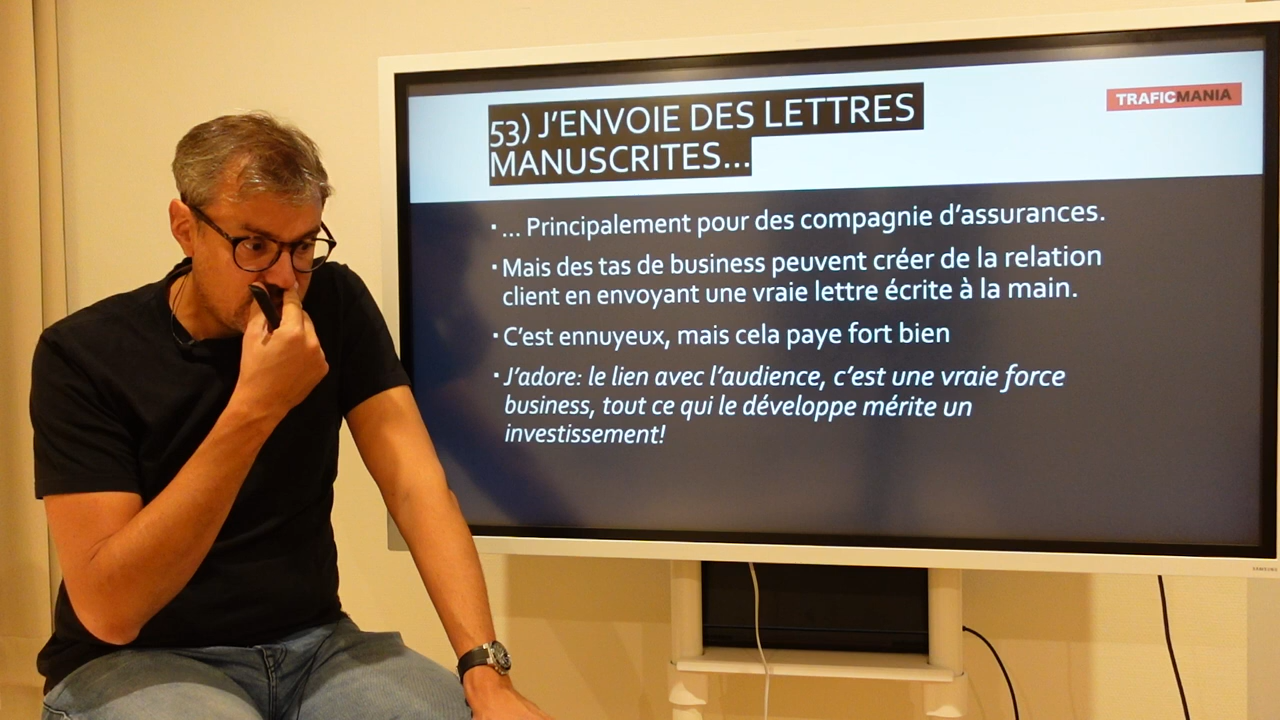 53) J'ENVOIE DES LETTRES
MANUSCRITES...
TRAFICMANIA
▪ ... Principalement pour des compagnie d'assurances.
▪ Mais des tas de business peuvent créer de la relation
client en envoyant une vraie lettre écrite à la main.
▪ C'est ennuyeux, mais cela paye fort bien
▪ J'adore: le lien avec l'audience, c'est une vraie force
business, tout ce qui le développe mérite un
investissement!
SAMSUNG